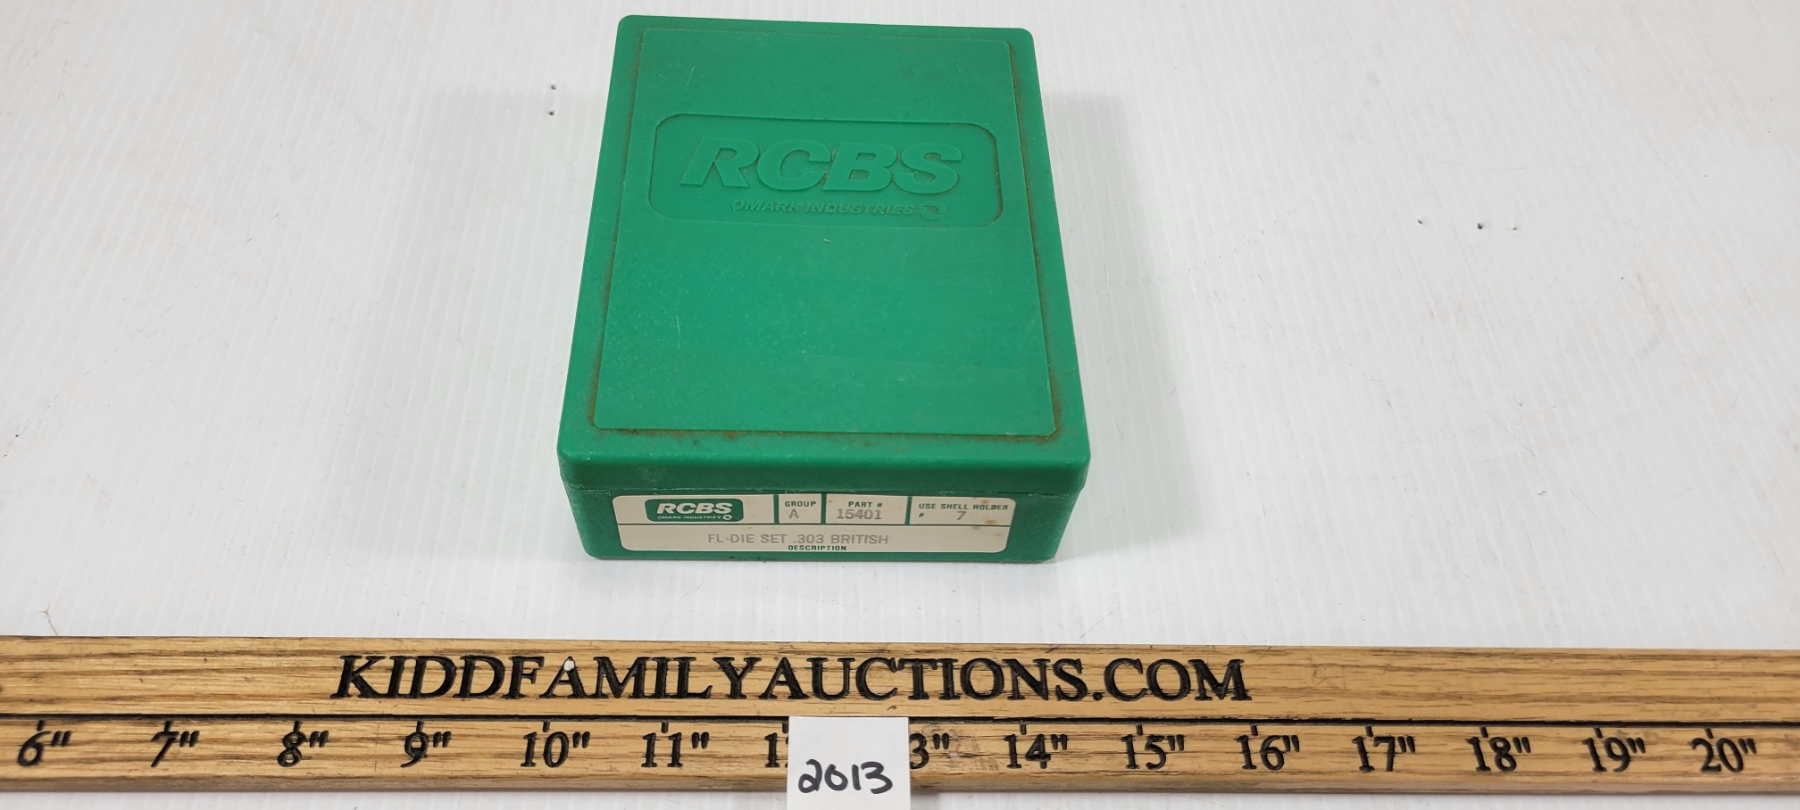 RCBS
OMARK INDUSTRIES
RCBS
OMARK INDUSTRIES
GROUP
A
PART #
15401
USE SHELL HOLDER
# 7
FL-DIE SET .303 BRITISH
DESCRIPTION
KIDDFAMILYAUCTIONS.COM
6" 7" 8" 9" 10" 11" 3" 14" 15" 16" 17" 18" 19" 20"
2013